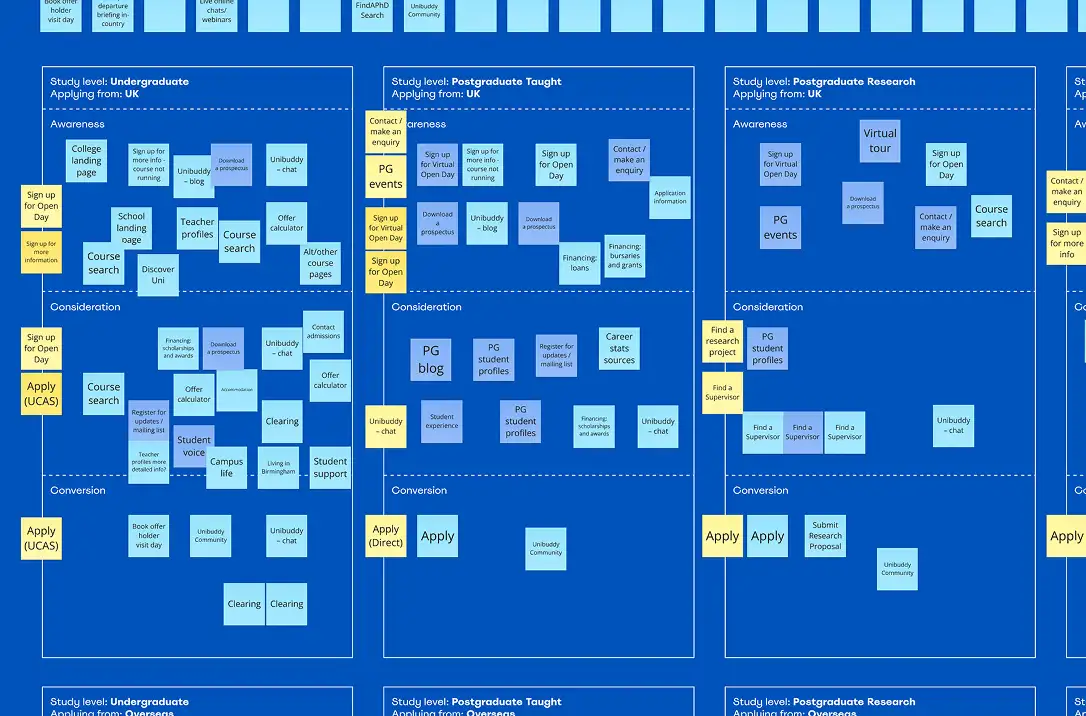 Book offer
holder
visit day
departure
briefing in-
country
Live online
chats/
webinars
FindAPhD
Search
Unibuddy
Community
Study level: Undergraduate
Applying from: UK
Awareness
College
landing
page
Sign up for
more info -
course not
running
Unibuddy
– blog
Download
a prospectus
Unibuddy
– chat
Sign up
for Open
Day
Sign up for
more
information
School
landing
page
Teacher
profiles
Course
search
Offer
calculator
Course
search
Discover
Uni
Alt/other
course
pages
Consideration
Sign up
for Open
Day
Financing:
scholarships
and awards
Download
a prospectus
Unibuddy
– chat
Contact
admissions
Apply
(UCAS)
Course
search
Offer
calculator
Accommodation
Offer
calculator
Register for
updates /
mailing list
Clearing
Student
voice
Teacher
profiles more
detailed info?
Campus
life
Living in
Birmingham
Student
support
Conversion
Apply
(UCAS)
Book offer
holder
visit day
Unibuddy
Community
Unibuddy
– chat
Clearing
Clearing
Study level: Postgraduate Taught
Applying from: UK
Contact /
make an
enquiry
areness
PG
events
Sign up
for Virtual
Open Day
Sign up for
more info -
course not
running
Sign up
for Open
Day
Contact /
make an
enquiry
Application
information
Sign up
for Virtual
Open Day
Download
a
prospectus
Unibuddy
– blog
Download
a prospectus
Sign up
for Open
Day
Financing:
loans
Financing:
bursaries
and grants
Consideration
PG
blog
PG
student
profiles
Register for
updates /
mailing list
Career
stats
sources
Unibuddy
– chat
Student
experience
PG
student
profiles
Financing:
scholarships
and awards
Unibuddy
– chat
Conversion
Apply
(Direct)
Apply
Unibuddy
Community
Study level: Postgraduate Research
Applying from: UK
Awareness
Sign up
for Virtual
Open Day
Virtual
tour
Sign up
for Open
Day
Download
a prospectus
PG
events
Contact /
make an
enquiry
Course
search
Consideration
Find a
research
project
PG
student
profiles
Find a
Supervisor
Find a
Supervisor
Find a
Supervisor
Find a
Supervisor
Unibuddy
– chat
Conversion
Apply
Apply
Submit
Research
Proposal
Unibuddy
Community
St
Ap
Aw
Contact /
make an
enquiry
Sign up
for more
info
Co
Co
Apply
Study level: Undergraduate
Applying from: Overseas
Study level: Postgraduate Taught
Applying from: Overseas
Study level: Postgraduate Research
Applying from: Overseas
St
Ap